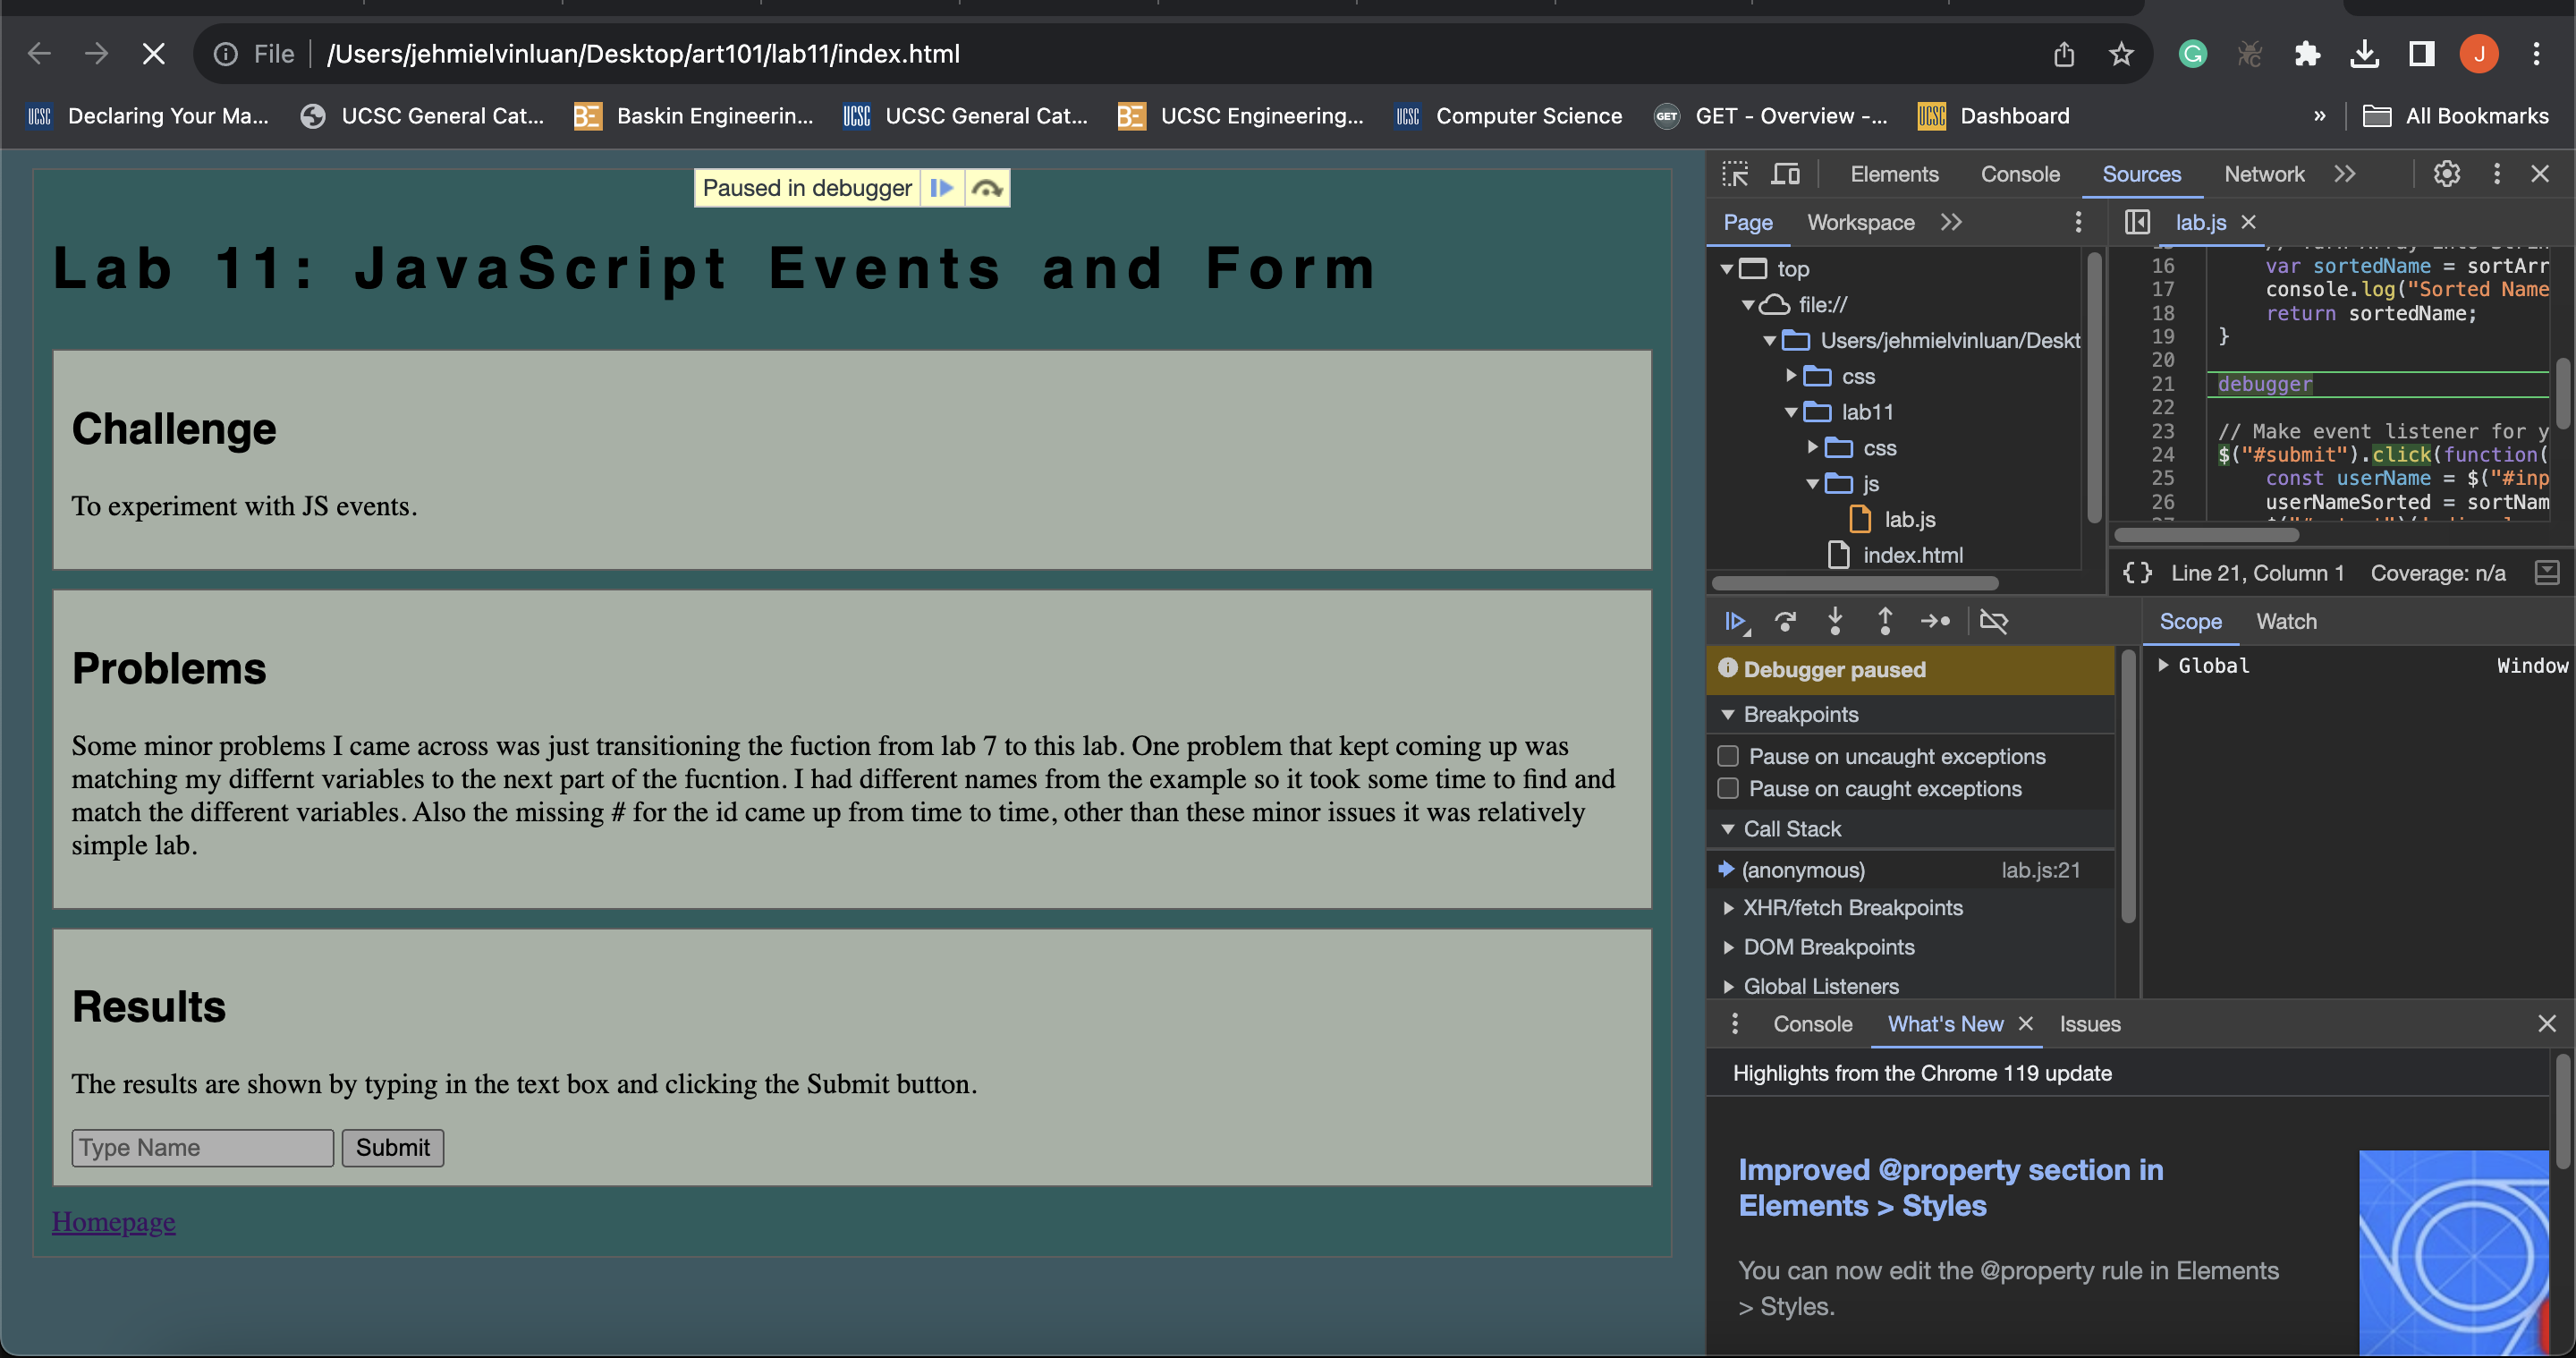 File | /Users/jehmielvinluan/Desktop/art101/lab11/index.html
G
J
UCSC Declaring Your Ma...
UCSC General Cat...
BE Baskin Engineerin...
UCSC UCSC General Cat...
BE UCSC Engineering...
UCSC Computer Science
GET GET - Overview -...
UCSC Dashboard
» All Bookmarks
Paused in debugger
Lab 11: JavaScript Events and Form
Challenge
To experiment with JS events.
Problems
Some minor problems I came across was just transitioning the fuction from lab 7 to this lab. One problem that kept coming up was
matching my differnt variables to the next part of the fucntion. I had different names from the example so it took some time to find and
match the different variables. Also the missing # for the id came up from time to time, other than these minor issues it was relatively
simple lab.
Results
The results are shown by typing in the text box and clicking the Submit button.
Type Name Submit
Homepage
Elements Console Sources Network
Page Workspace
top
file://
Users/jehmielvinluan/Deskt
css
lab11
css
js
lab.js
index.html
lab.js
16 var sortedName = sortArr
17 console.log("Sorted Name
18 return sortedName;
19 }
20
21 debugger
22
23 // Make event listener for y
24 $("#submit").click(function(
25 const userName = $("#inp
26 userNameSorted = sortNam
{} Line 21, Column 1 Coverage: n/a
Debugger paused
Breakpoints
Pause on uncaught exceptions
Pause on caught exceptions
Call Stack
(anonymous) lab.js:21
XHR/fetch Breakpoints
DOM Breakpoints
Global Listeners
Scope Watch
Global Window
Console What's New Issues
Highlights from the Chrome 119 update
Improved @property section in
Elements > Styles
You can now edit the @property rule in Elements
> Styles.